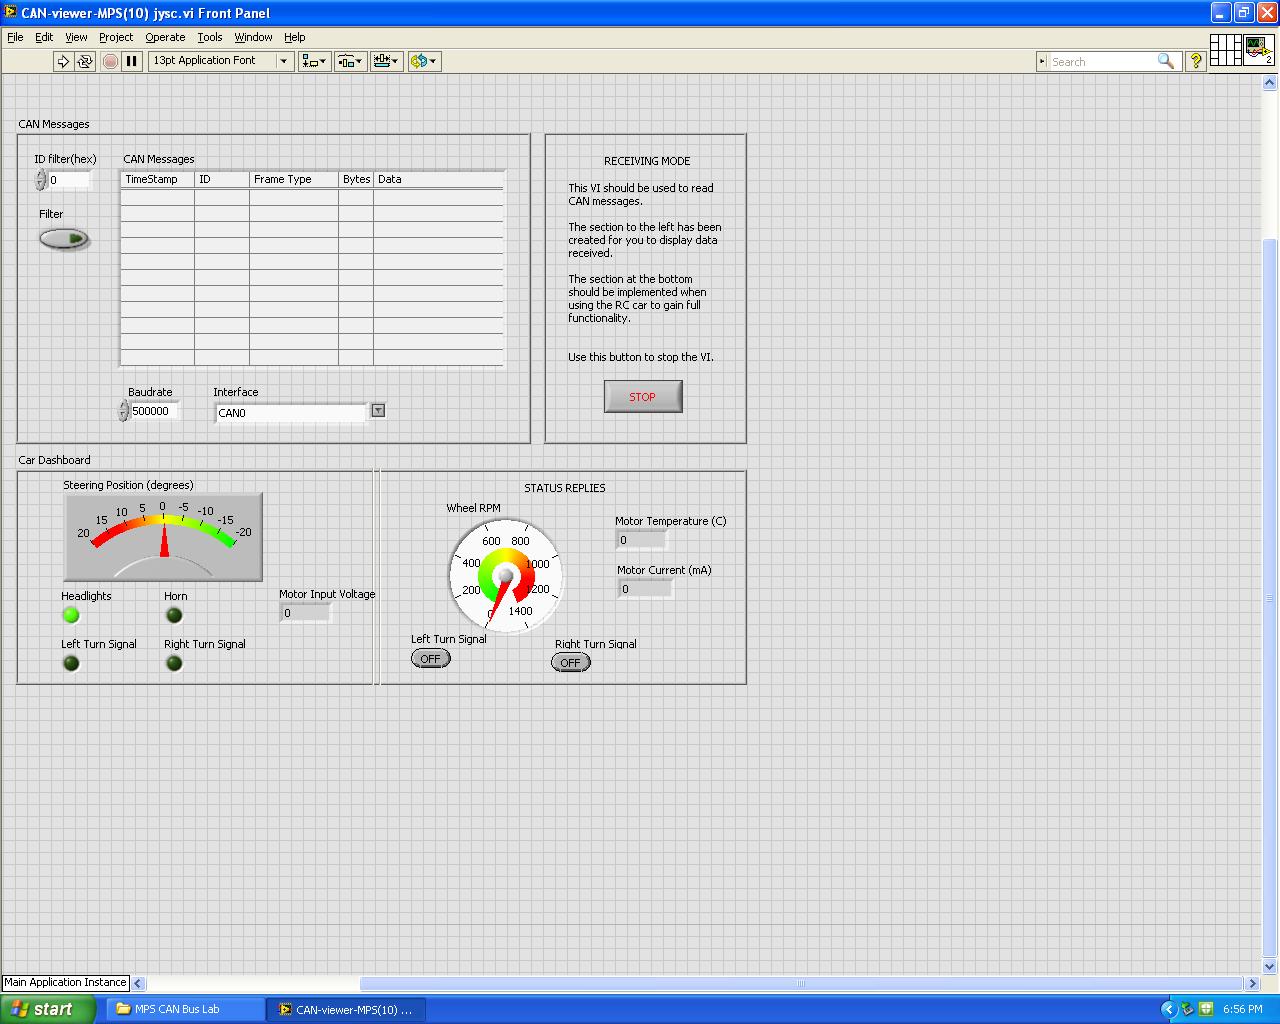 CAN-viewer-MPS(10) jysc.vi Front Panel
File Edit View Project Operate Tools Window Help
13pt Application Font
Search
?
2
CAN Messages
ID filter(hex)
0
Filter
CAN Messages
TimeStamp ID Frame Type Bytes Data
Baudrate
500000
Interface
CAN0
RECEIVING MODE
This VI should be used to read
CAN messages.
The section to the left has been
created for you to display data
received.
The section at the bottom
should be implemented when
using the RC car to gain full
functionality.
Use this button to stop the VI.
STOP
Car Dashboard
Steering Position (degrees)
20 15 10 5 0 -5 -10 -15 -20
Headlights
Horn
Motor Input Voltage
0
Left Turn Signal
Right Turn Signal
STATUS REPLIES
Wheel RPM
0 200 400 600 800 1000 1200 1400
Motor Temperature (C)
0
Motor Current (mA)
0
Left Turn Signal
OFF
Right Turn Signal
OFF
Main Application Instance
start
MPS CAN Bus Lab
CAN-viewer-MPS(10) ...
6:56 PM